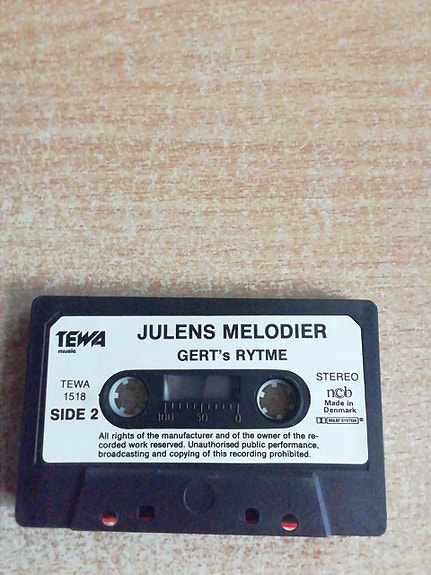 TEWA
music
JULENS MELODIER
GERT's RYTME
TEWA
1518
SIDE 2
STEREO
ncb
Made in
Denmark
DOLBY SYSTEM
100 50 0
All rights of the manufacturer and of the owner of the re-
corded work reserved. Unauthorised public performance,
broadcasting and copying of this recording prohibited.